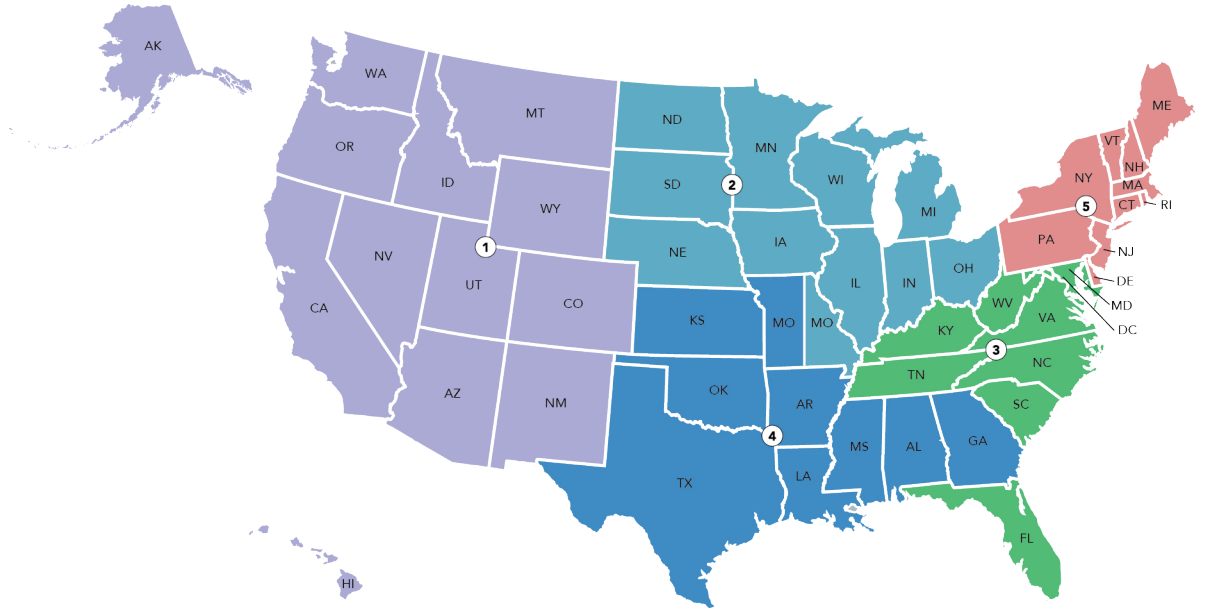 AK
WA
ME
MT
ND
VT
OR
MN
NH
NY
WI
ID
SD
2
MA
CT
RI
WY
MI
5
PA
IA
1
NV
NE
NJ
OH
UT
IL
IN
DE
CO
WV
MD
CA
KS
MO
MO
KY
VA
DC
3
NC
TN
AZ
OK
NM
AR
SC
4
MS
AL
GA
LA
TX
FL
HI